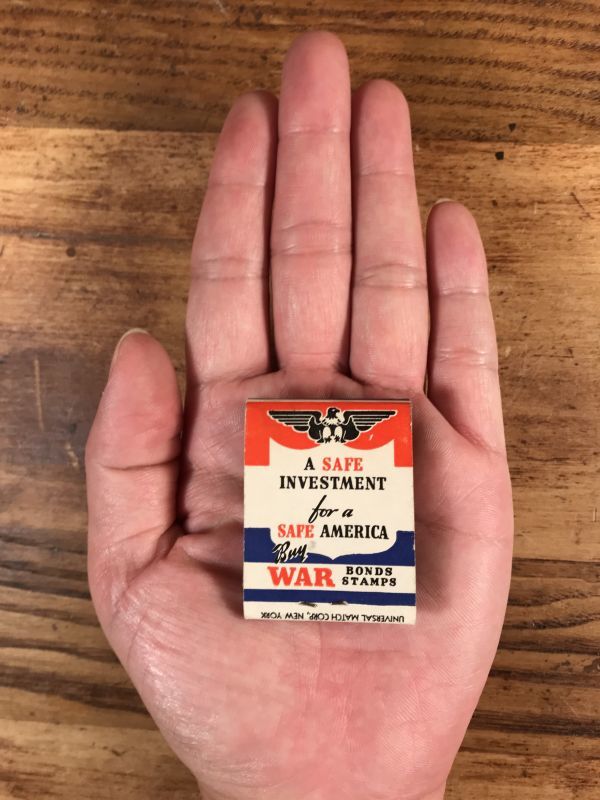 A SAFE
INVESTMENT
for a
SAFE AMERICA
Buy
WAR BONDS
STAMPS
UNIVERSAL MATCH CORP., NEW YORK